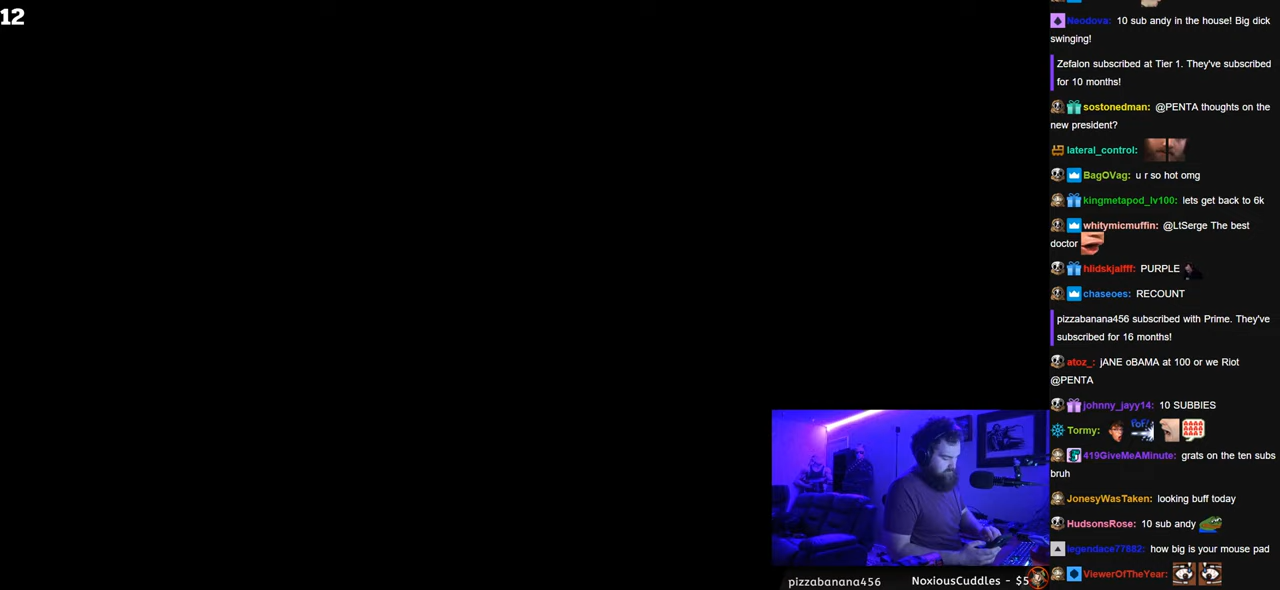 12
Neodova: 10 sub andy in the house! Big dick
swinging!
Zefalon subscribed at Tier 1. They've subscribed
for 10 months!
sostonedman: @PENTA thoughts on the
new president?
lateral_control:
BagOVag: u r so hot omg
kingmetapod_lv100: lets get back to 6k
whitymicmuffin: @LtSerge The best
doctor
hlidskjalfff: PURPLE
chaseoes: RECOUNT
pizzabanana456 subscribed with Prime. They've
subscribed for 16 months!
atoz_: jANE oBAMA at 100 or we Riot
@PENTA
johnny_jayy14: 10 SUBBIES
Tormy:
419GiveMeAMinute: grats on the ten subs
bruh
JonesyWasTaken: looking buff today
HudsonsRose: 10 sub andy
legendace77882: how big is your mouse pad
ViewerOfTheYear:
pizzabanana456
NoxiousCuddles - $5